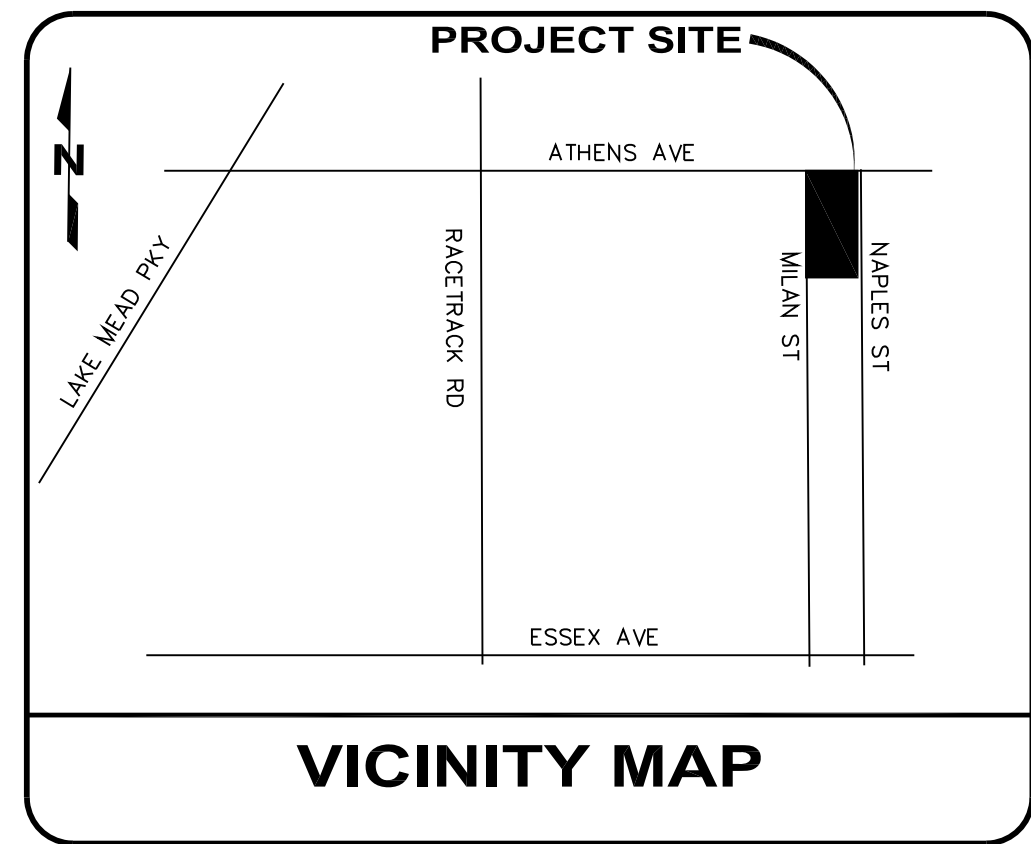 PROJECT SITE
N
ATHENS AVE
LAKE MEAD PKY
RACETRACK RD
MILAN ST
NAPLES ST
ESSEX AVE
VICINITY MAP